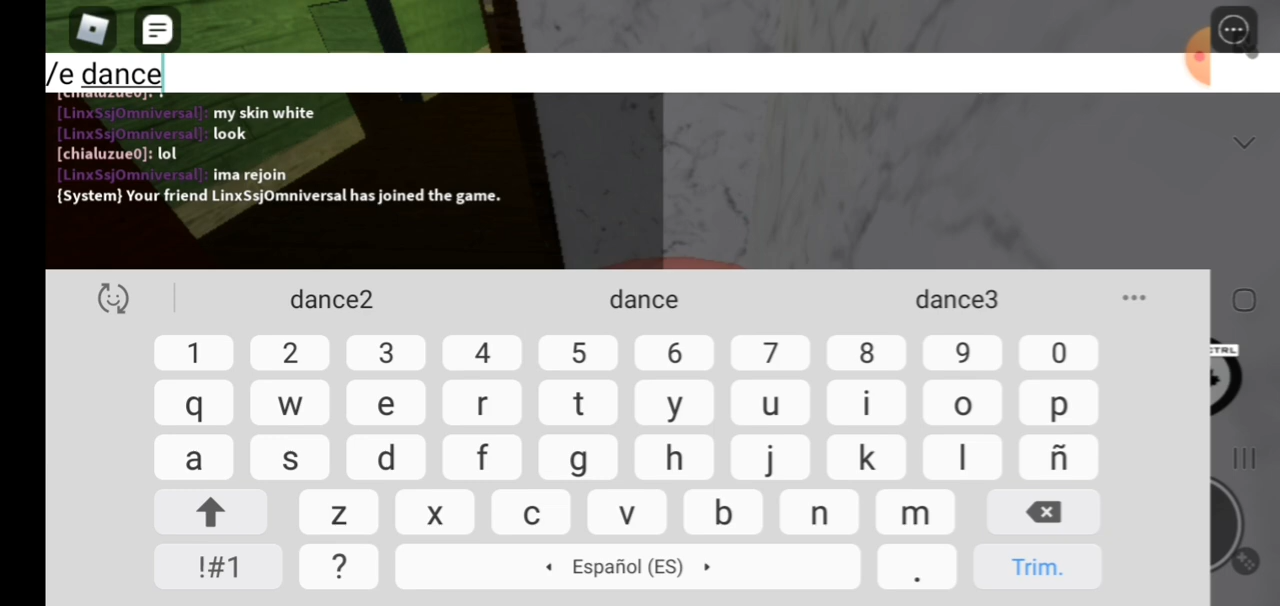 /e dance
[chialuzue0]: :
[LinxSsjOmniversal]: my skin white
[LinxSsjOmniversal]: look
[chialuzue0]: lol
[LinxSsjOmniversal]: ima rejoin
{System} Your friend LinxSsjOmniversal has joined the game.
dance2 dance dance3
1 2 3 4 5 6 7 8 9 0
q w e r t y u i o p
a s d f g h j k l ñ
z x c v b n m
!#1 ? Español (ES) . Trim.